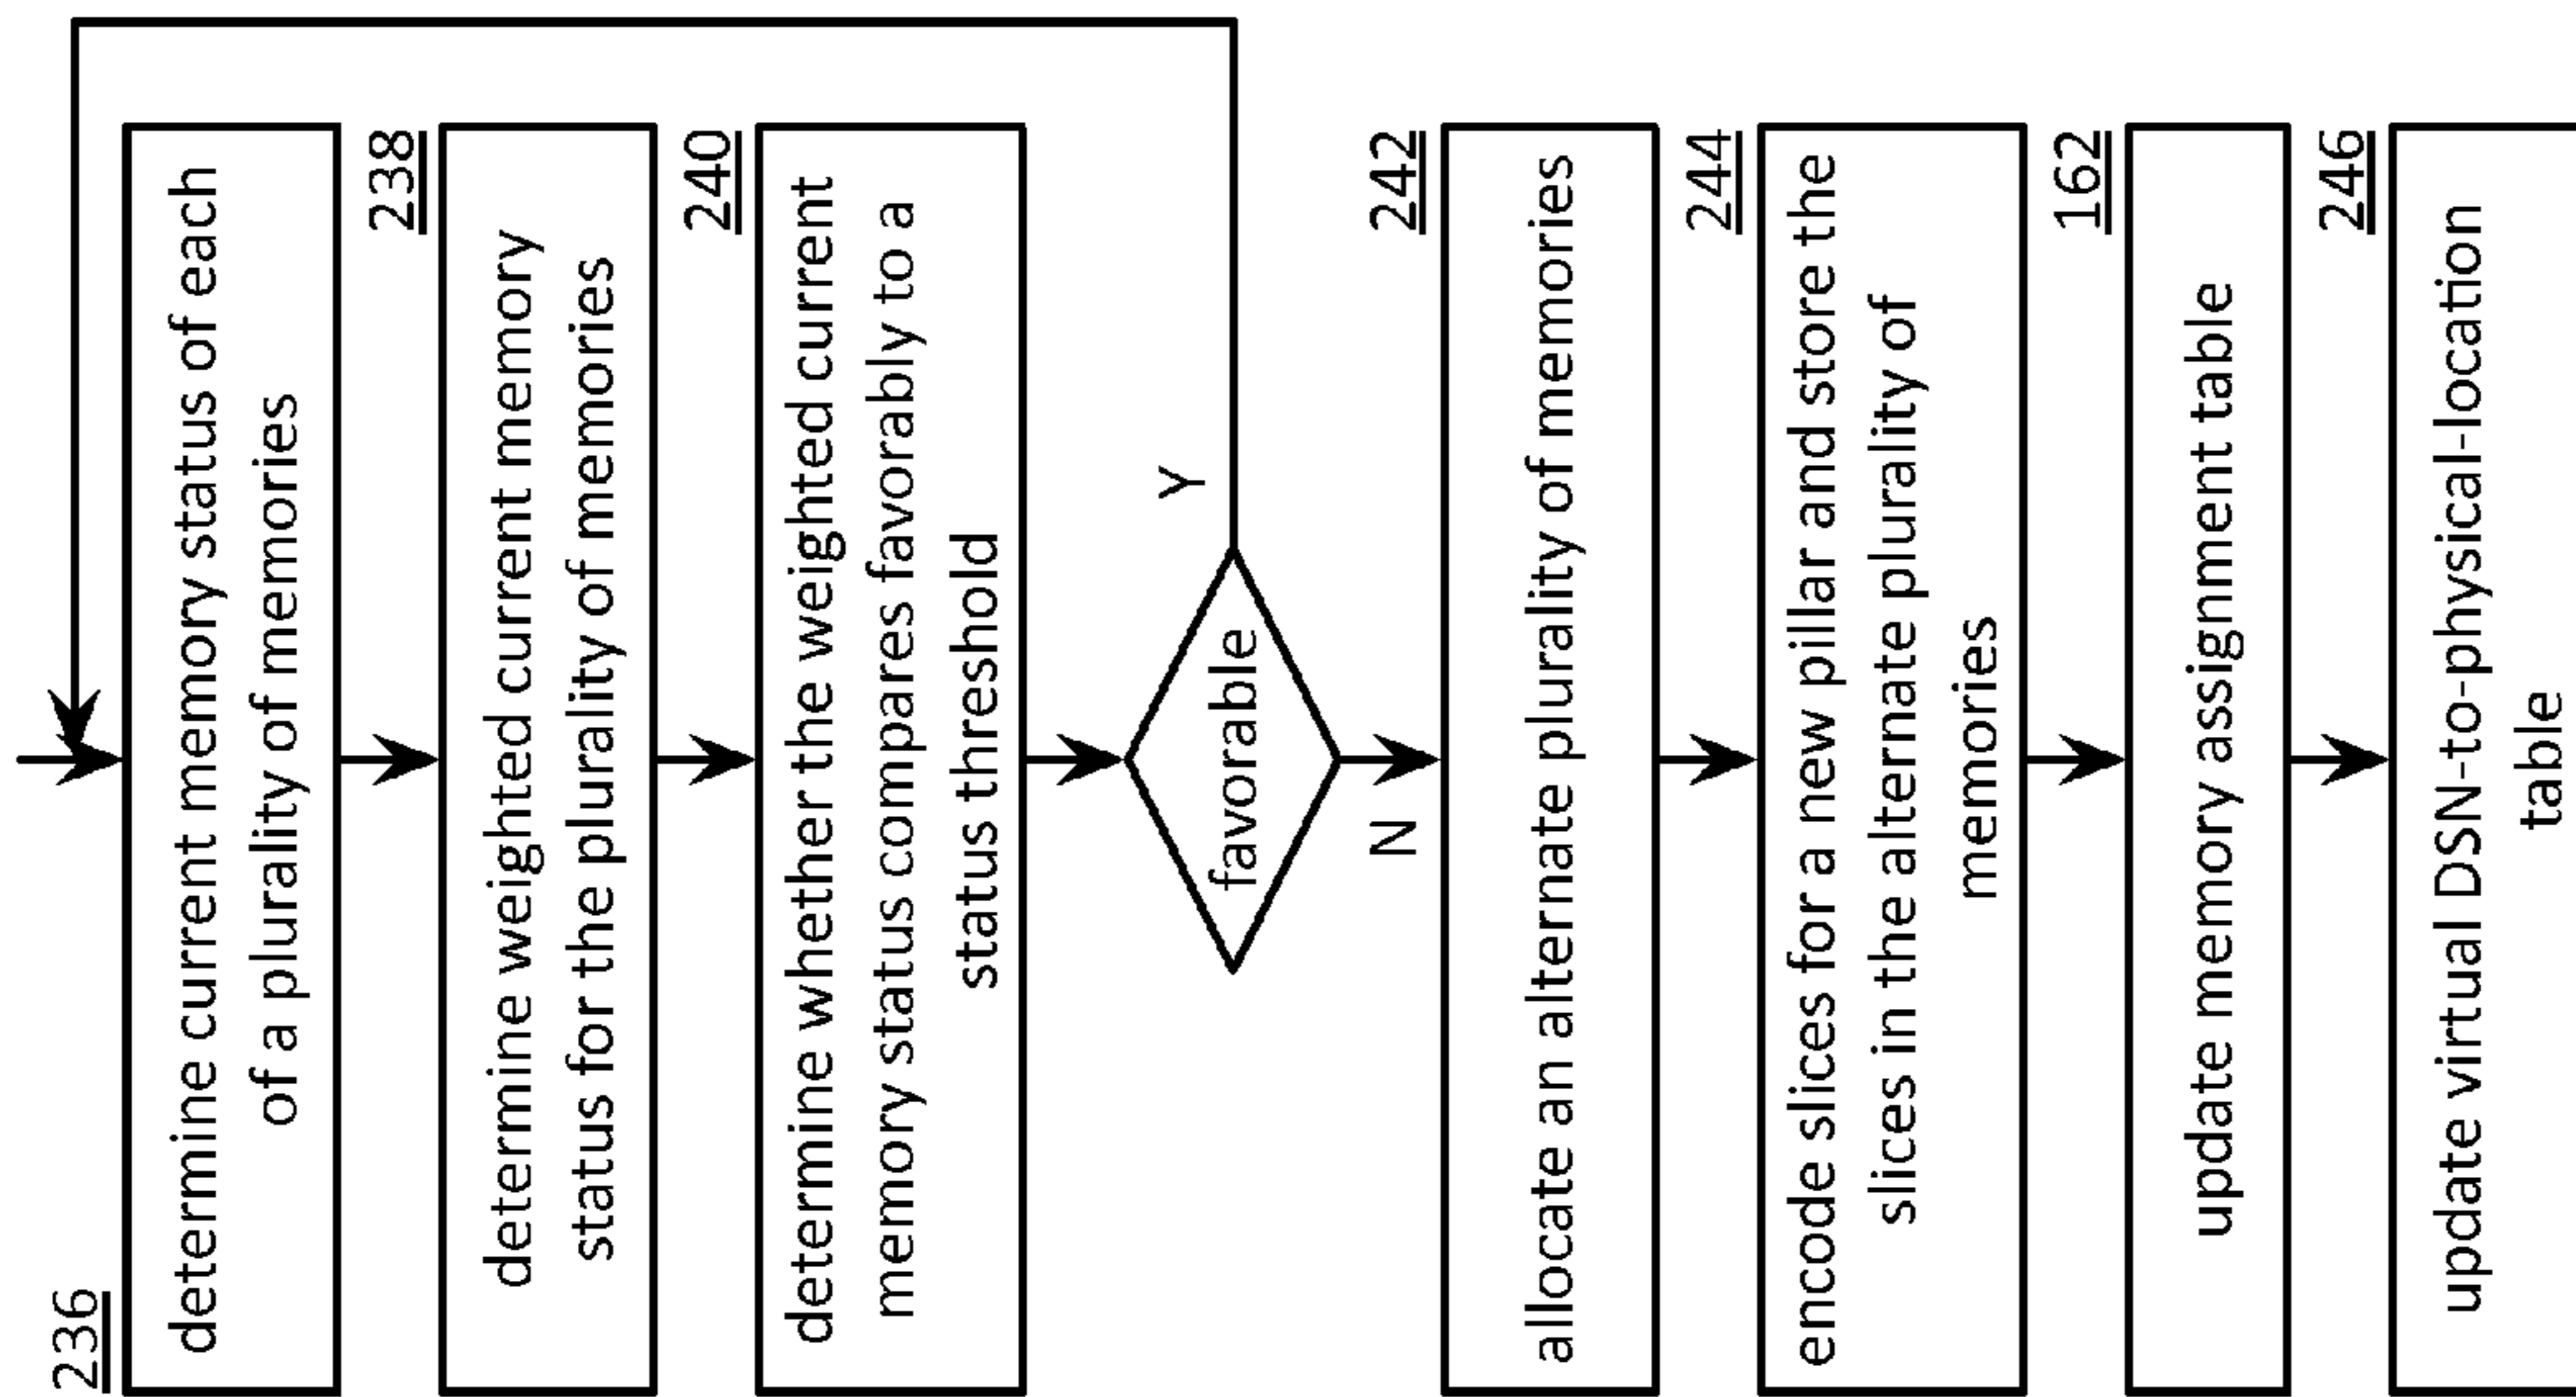 236
determine current memory status of each
of a plurality of memories
238
determine weighted current memory
status for the plurality of memories
240
determine whether the weighted current
memory status compares favorably to a
status threshold
favorable
Y
N
242
allocate an alternate plurality of memories
244
encode slices for a new pillar and store the
slices in the alternate plurality of
memories
162
update memory assignment table
246
update virtual DSN-to-physical-location
table